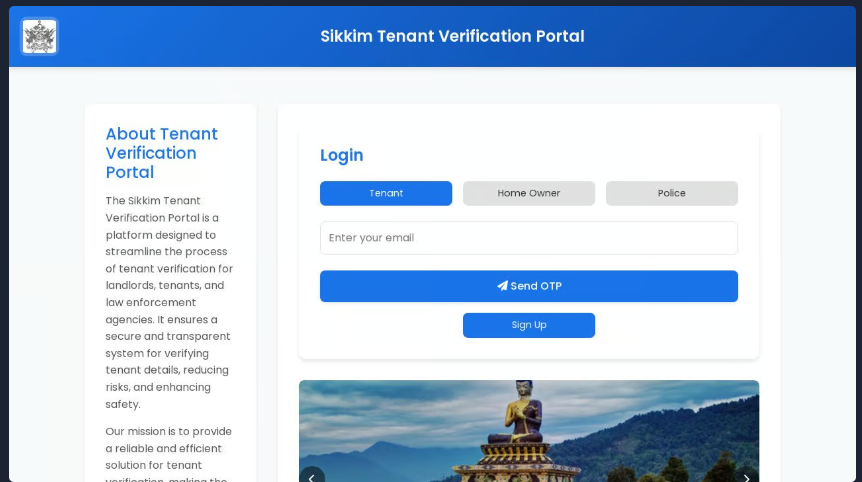 Sikkim Tenant Verification Portal
About Tenant
Verification
Portal
The Sikkim Tenant
Verification Portal is a
platform designed to
streamline the process
of tenant verification for
landlords, tenants, and
law enforcement
agencies. It ensures a
secure and transparent
system for verifying
tenant details, reducing
risks, and enhancing
safety.
Our mission is to provide
a reliable and efficient
solution for tenant
verification, making the
Login
Tenant
Home Owner
Police
Enter your email
Send OTP
Sign Up